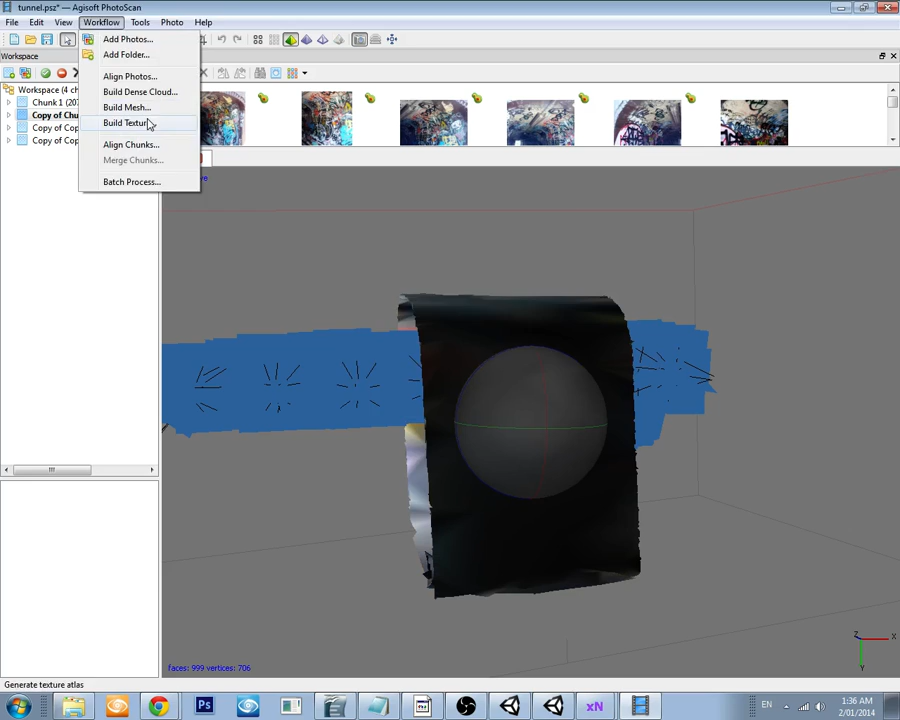 tunnel.psz* — Agisoft PhotoScan
File Edit View Workflow Tools Photo Help
Workspace
Workspace (4 ch
Chunk 1 (20
Copy of Chu
Copy of Cop
Copy of Cop
Add Photos...
Add Folder...
Align Photos...
Build Dense Cloud...
Build Mesh...
Build Textur
Align Chunks...
Merge Chunks...
Batch Process...
faces: 999 vertices: 706
Z X
Y
Generate texture atlas
Ps
xN
EN
1:36 AM
2/01/2014